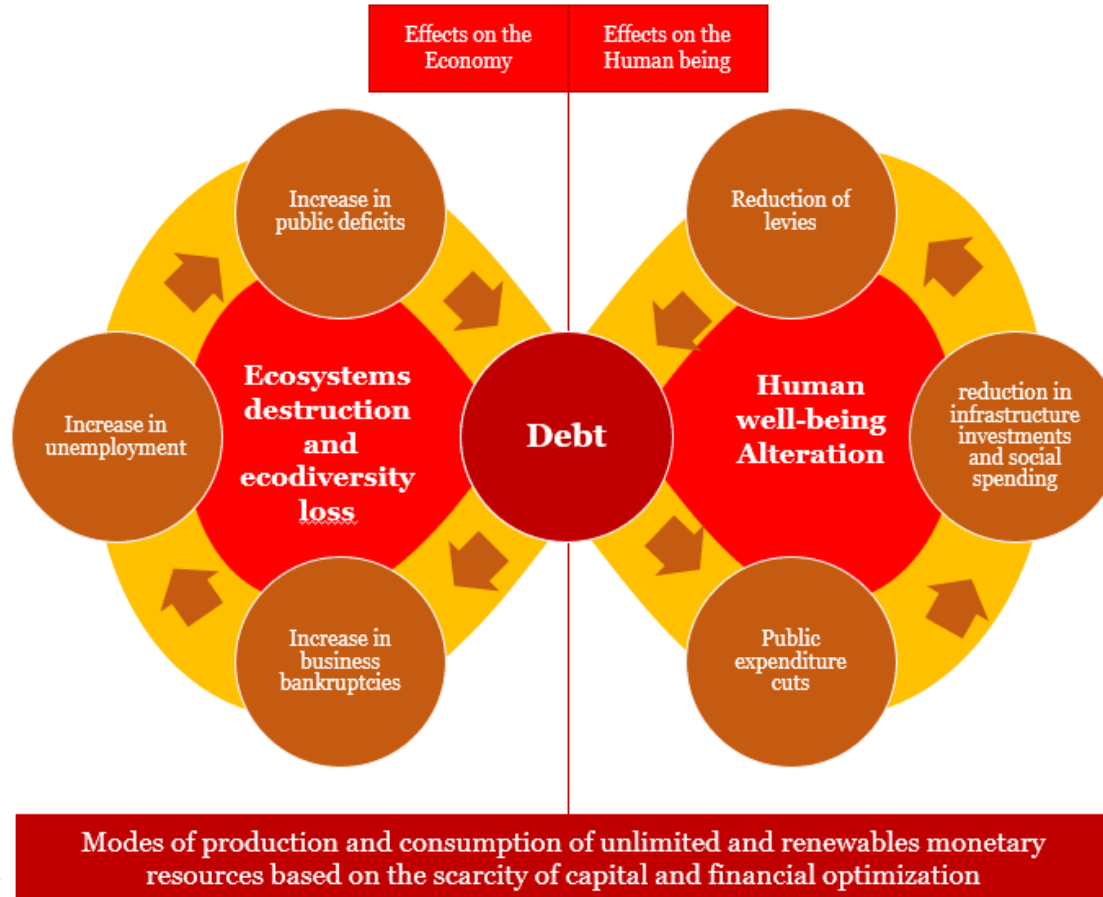 Effects on the
Economy
Effects on the
Human being
Increase in
public deficits
Reduction of
levies
Ecosystems
destruction
and
ecodiversity
loss
Human
well-being
Alteration
Debt
Increase in
unemployment
reduction in
infrastructure
investments
and social
spending
Increase in
business
bankruptcies
Public
expenditure
cuts
Modes of production and consumption of unlimited and renewables monetary
resources based on the scarcity of capital and financial optimization